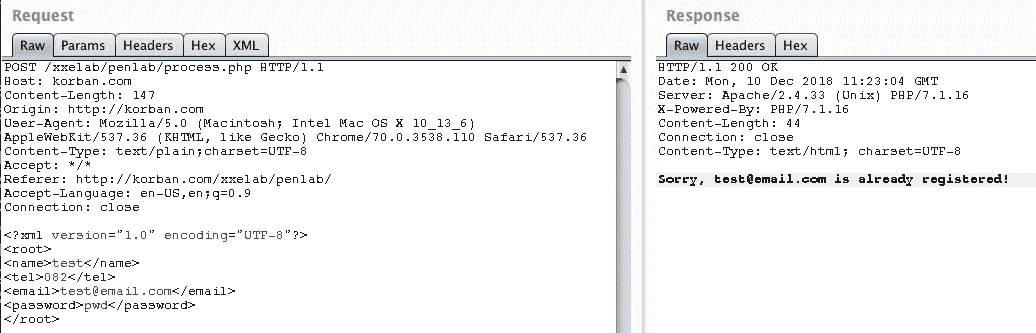 Request
Raw Params Headers Hex XML
POST /xxelab/penlab/process.php HTTP/1.1
Host: korban.com
Content-Length: 147
Origin: http://korban.com
User-Agent: Mozilla/5.0 (Macintosh; Intel Mac OS X 10_13_6)
AppleWebKit/537.36 (KHTML, like Gecko) Chrome/70.0.3538.110 Safari/537.36
Content-Type: text/plain;charset=UTF-8
Accept: */*
Referer: http://korban.com/xxelab/penlab/
Accept-Language: en-US,en;q=0.9
Connection: close
<?xml version="1.0" encoding="UTF-8"?>
<root>
<name>test</name>
<tel>082</tel>
<email>test@email.com</email>
<password>pwd</password>
</root>
Response
Raw Headers Hex
HTTP/1.1 200 OK
Date: Mon, 10 Dec 2018 11:23:04 GMT
Server: Apache/2.4.33 (Unix) PHP/7.1.16
X-Powered-By: PHP/7.1.16
Content-Length: 44
Connection: close
Content-Type: text/html; charset=UTF-8
Sorry, test@email.com is already registered!